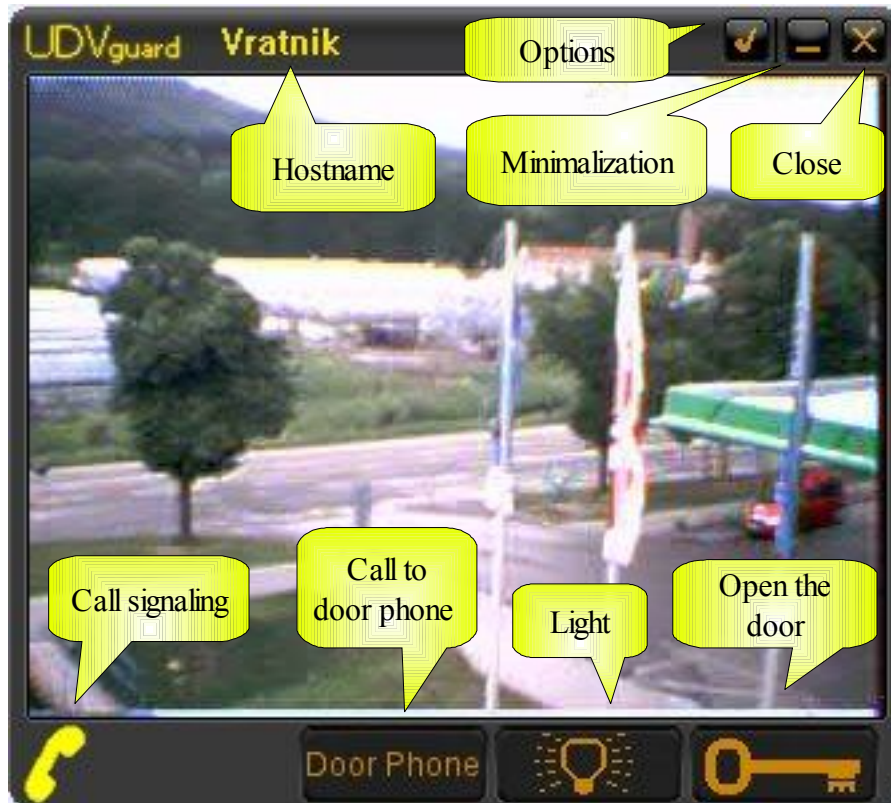 UDVguard Vratnik
Options
Hostname
Minimalization
Close
Call signaling
Call to
door phone
Light
Open the
door
Door Phone